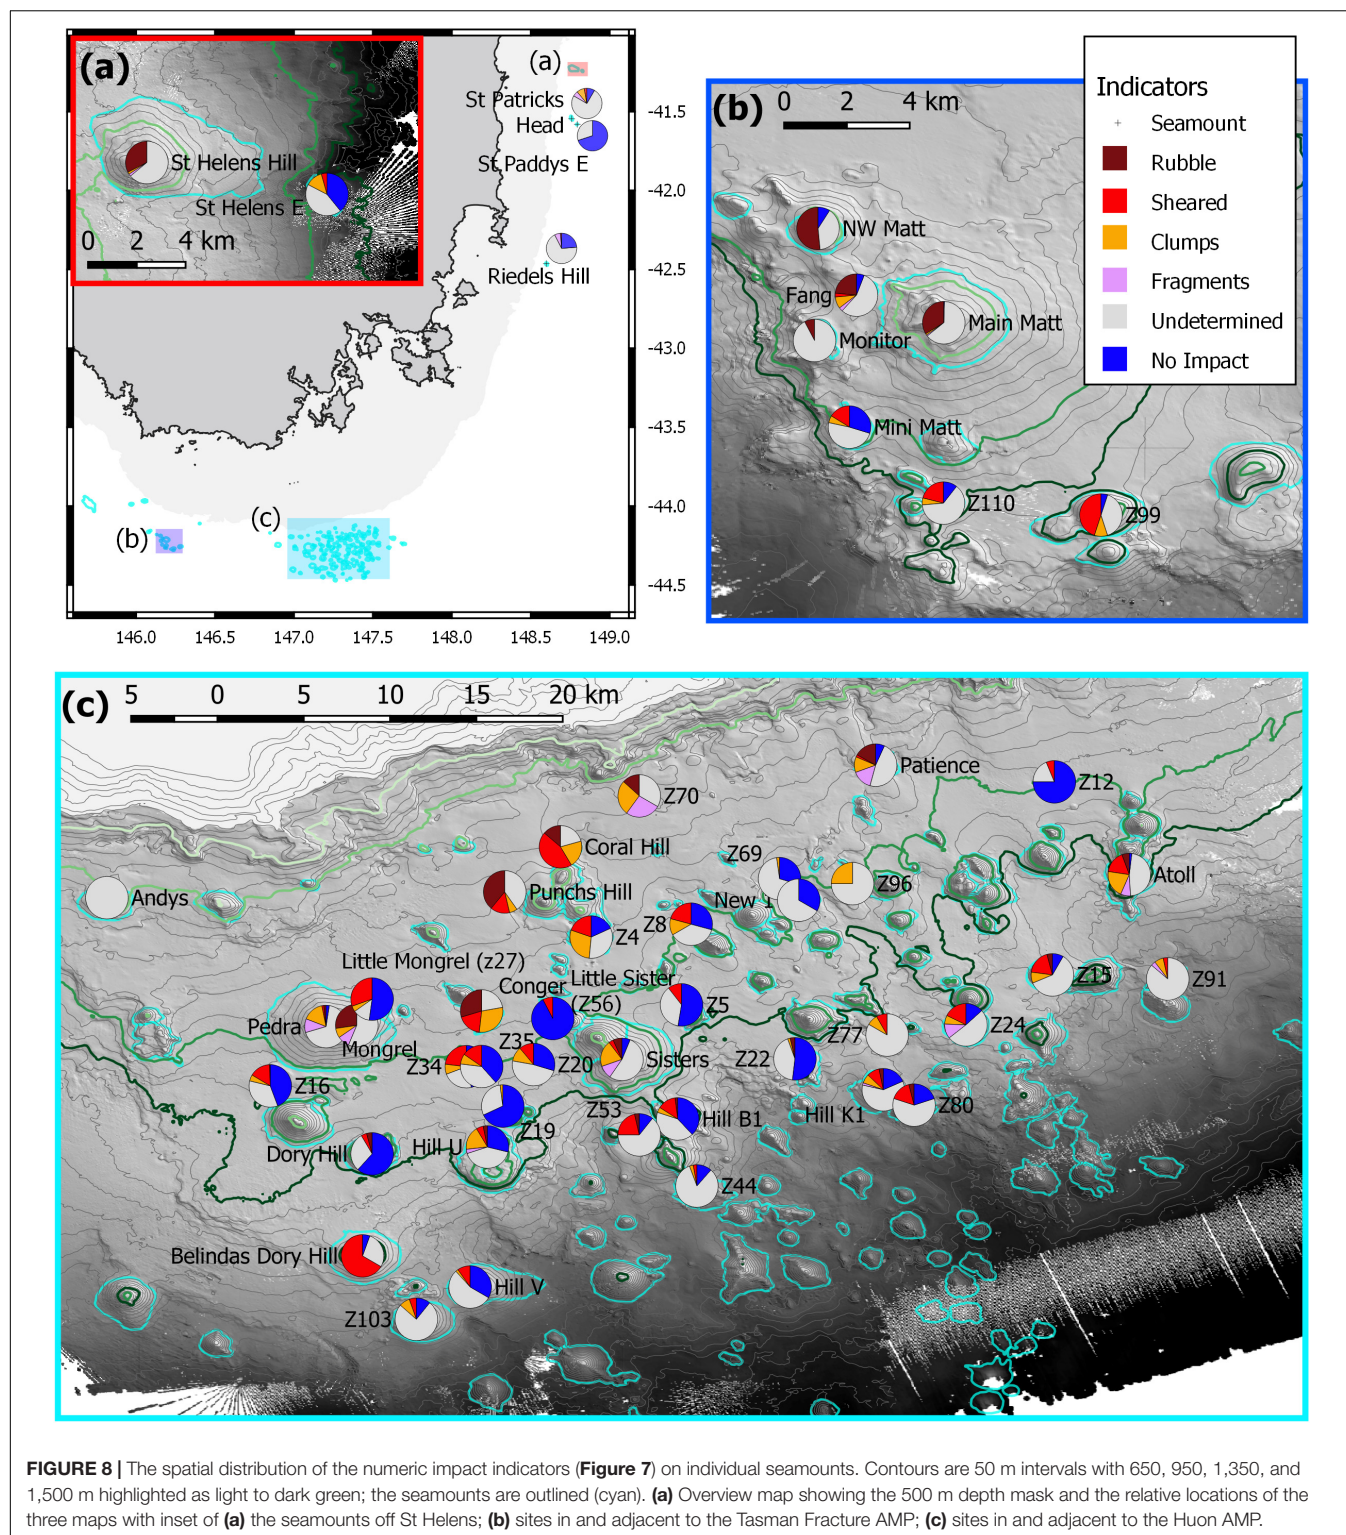 (a)
St Helens Hill
St Helens E
0 2 4 km
(a)
St Patricks
Head
St Paddys E
Riedels Hill
(b)
(c)
-41.5
-42.0
-42.5
-43.0
-43.5
-44.0
-44.5
146.0 146.5 147.0 147.5 148.0 148.5 149.0
(b)
0 2 4 km
NW Matt
Fang
Main Matt
Monitor
Mini Matt
Z110
Z99
Indicators
Seamount
Rubble
Sheared
Clumps
Fragments
Undetermined
No Impact
(c)
5 0 5 10 15 20 km
Patience
Z12
Z70
Coral Hill
Z69
Z96
Atoll
Andys
Punchs Hill
New
Z8
Z4
Little Mongrel (z27)
Conger
Little Sister
(Z56)
Z5
Z15
Z91
Pedra
Mongrel
Z77
Z24
Z35
Z34
Z20
Sisters
Z22
Z16
Z19
Z53
Hill B1
Hill K1
Z80
Dory Hill
Hill U
Z44
Belindas Dory Hill
Hill V
Z103
FIGURE 8 | The spatial distribution of the numeric impact indicators (Figure 7) on individual seamounts. Contours are 50 m intervals with 650, 950, 1,350, and
1,500 m highlighted as light to dark green; the seamounts are outlined (cyan). (a) Overview map showing the 500 m depth mask and the relative locations of the
three maps with inset of (a) the seamounts off St Helens; (b) sites in and adjacent to the Tasman Fracture AMP; (c) sites in and adjacent to the Huon AMP.